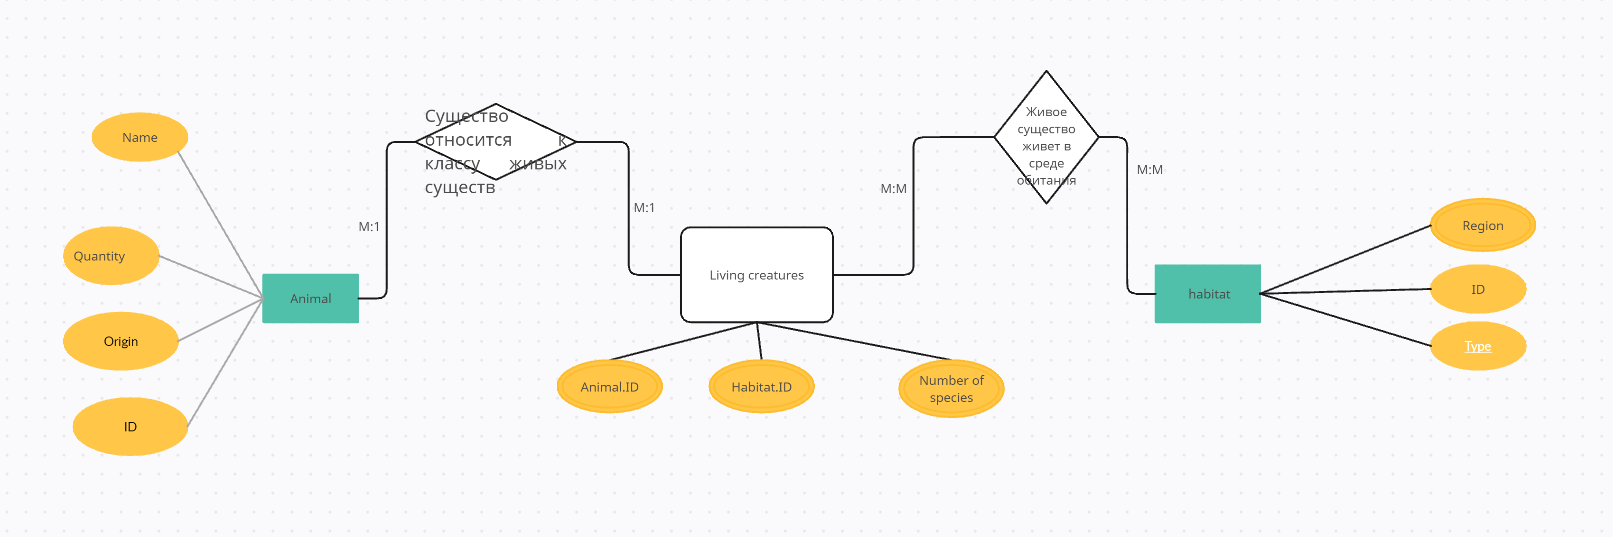 Name
Quantity
Origin
ID
Animal
M:1
Существо
относится к
классу живых
существ
M:1
Living creatures
Animal.ID
Habitat.ID
Number of
species
M:M
Живое
существо
живет в
среде
обитания
M:M
habitat
Region
ID
Type